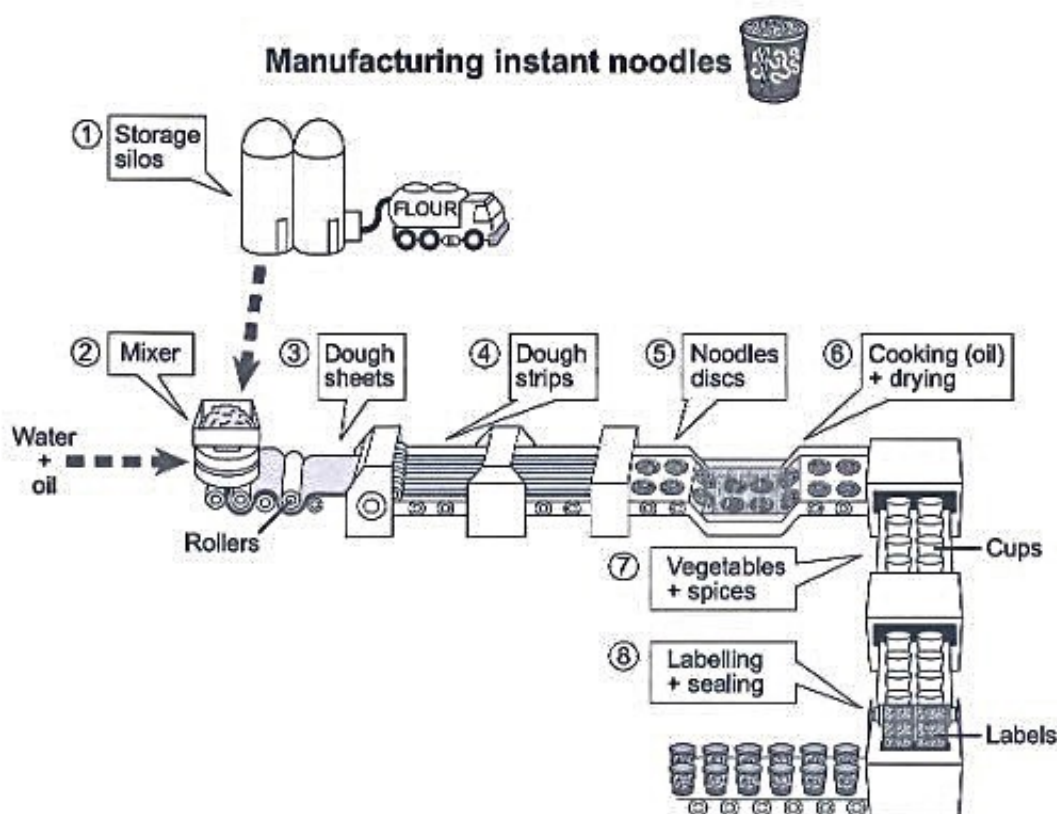 Manufacturing instant noodles
① Storage
silos
FLOUR
② Mixer
③ Dough
sheets
④ Dough
strips
⑤ Noodles
discs
⑥ Cooking (oil)
+ drying
Water
+
oil
Rollers
⑦ Vegetables
+ spices
Cups
⑧ Labelling
+ sealing
Labels